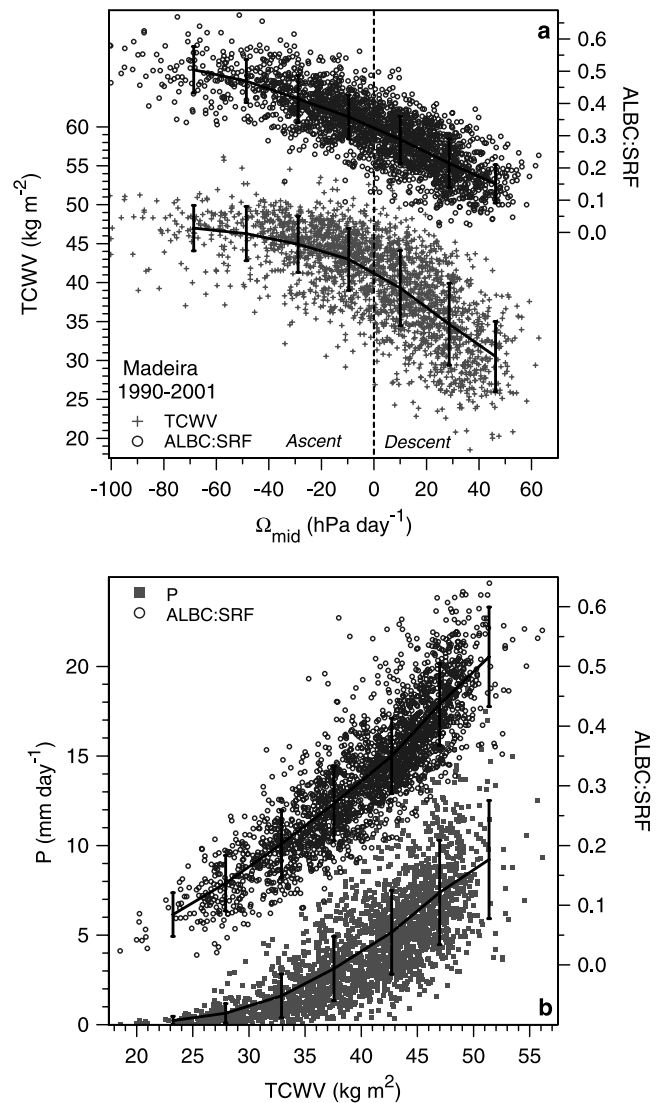 a
0.6
0.5
0.4
0.3
0.2
0.1
0.0
ALBC:SRF
60
55
50
45
40
35
30
25
20
TCWV (kg m-2)
Madeira
1990-2001
TCWV
ALBC:SRF
Ascent
Descent
-100 -80 -60 -40 -20 0 20 40 60
Ωmid (hPa day-1)
P
ALBC:SRF
20
15
10
5
0
P (mm day-1)
0.6
0.5
0.4
0.3
0.2
0.1
0.0
ALBC:SRF
b
20 25 30 35 40 45 50 55
TCWV (kg m2)